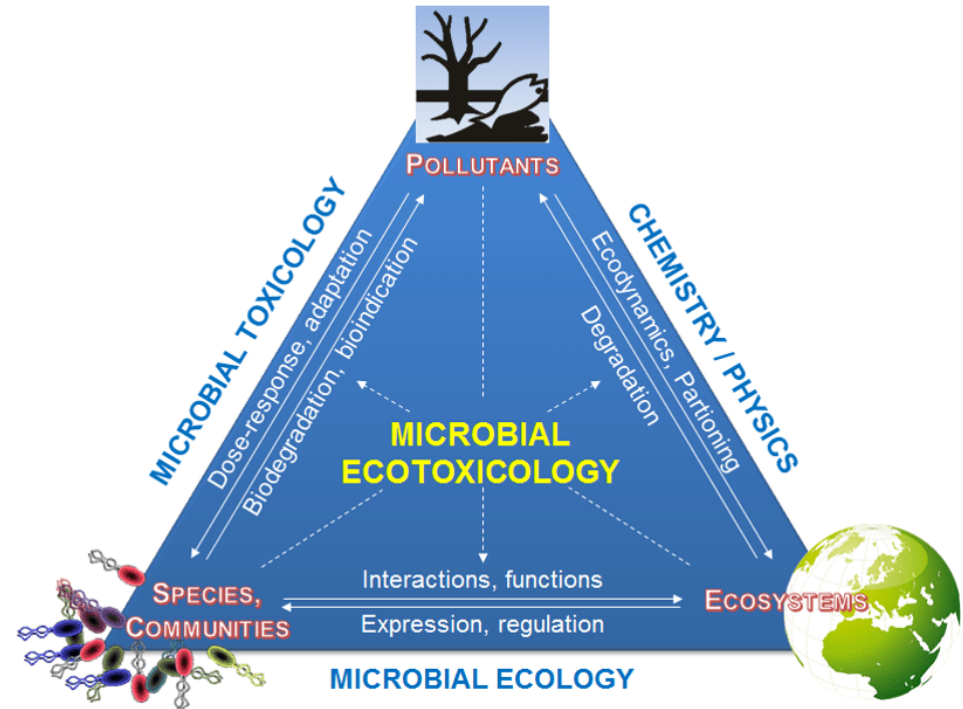 POLLUTANTS
MICROBIAL TOXICOLOGY
Dose-response, adaptation
Biodegradation, bioindication
CHEMISTRY / PHYSICS
Ecodynamics, Partioning
Degradation
MICROBIAL
ECOTOXICOLOGY
SPECIES,
COMMUNITIES
Interactions, functions
Expression, regulation
ECOSYSTEMS
MICROBIAL ECOLOGY